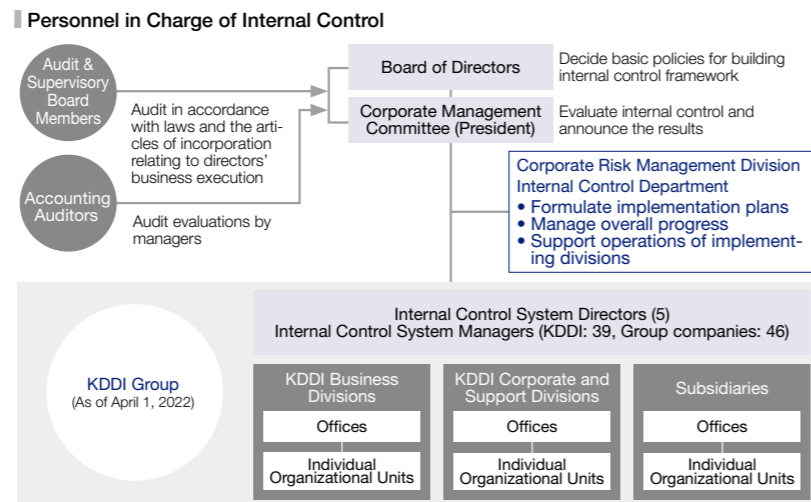 Personnel in Charge of Internal Control
Audit &
Supervisory
Board
Members
Audit in accordance
with laws and the arti-
cles of incorporation
relating to directors'
business execution
Accounting
Auditors
Audit evaluations by
managers
Board of Directors
Decide basic policies for building
internal control framework
Corporate Management
Committee (President)
Evaluate internal control and
announce the results
Corporate Risk Management Division
Internal Control Department
• Formulate implementation plans
• Manage overall progress
• Support operations of implement-
ing divisions
KDDI Group
(As of April 1, 2022)
Internal Control System Directors (5)
Internal Control System Managers (KDDI: 39, Group companies: 46)
KDDI Business
Divisions
Offices
Individual
Organizational Units
KDDI Corporate and
Support Divisions
Offices
Individual
Organizational Units
Subsidiaries
Offices
Individual
Organizational Units